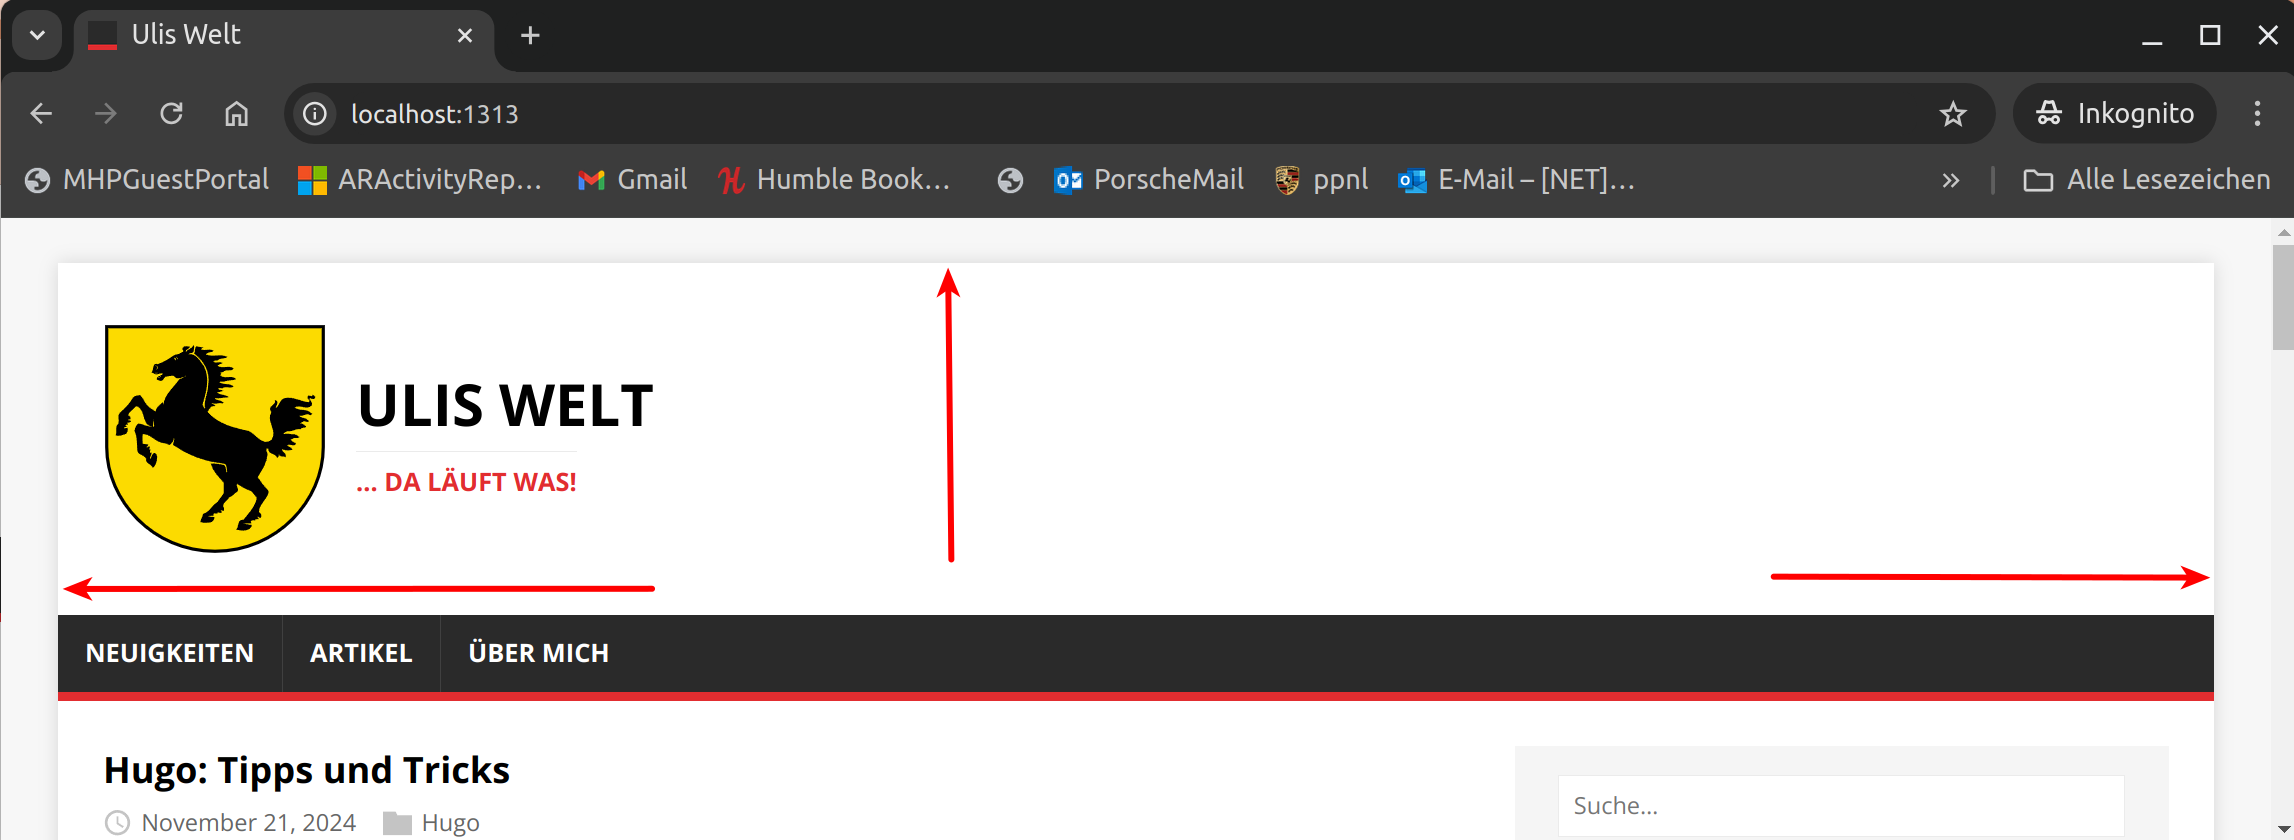 Ulis Welt
localhost:1313
Inkognito
MHPGuestPortal ARActivityRep... Gmail Humble Book... PorscheMail ppnl E-Mail – [NET]... » Alle Lesezeichen
ULIS WELT
... DA LÄUFT WAS!
NEUIGKEITEN ARTIKEL ÜBER MICH
Hugo: Tipps und Tricks
November 21, 2024 Hugo
Suche...